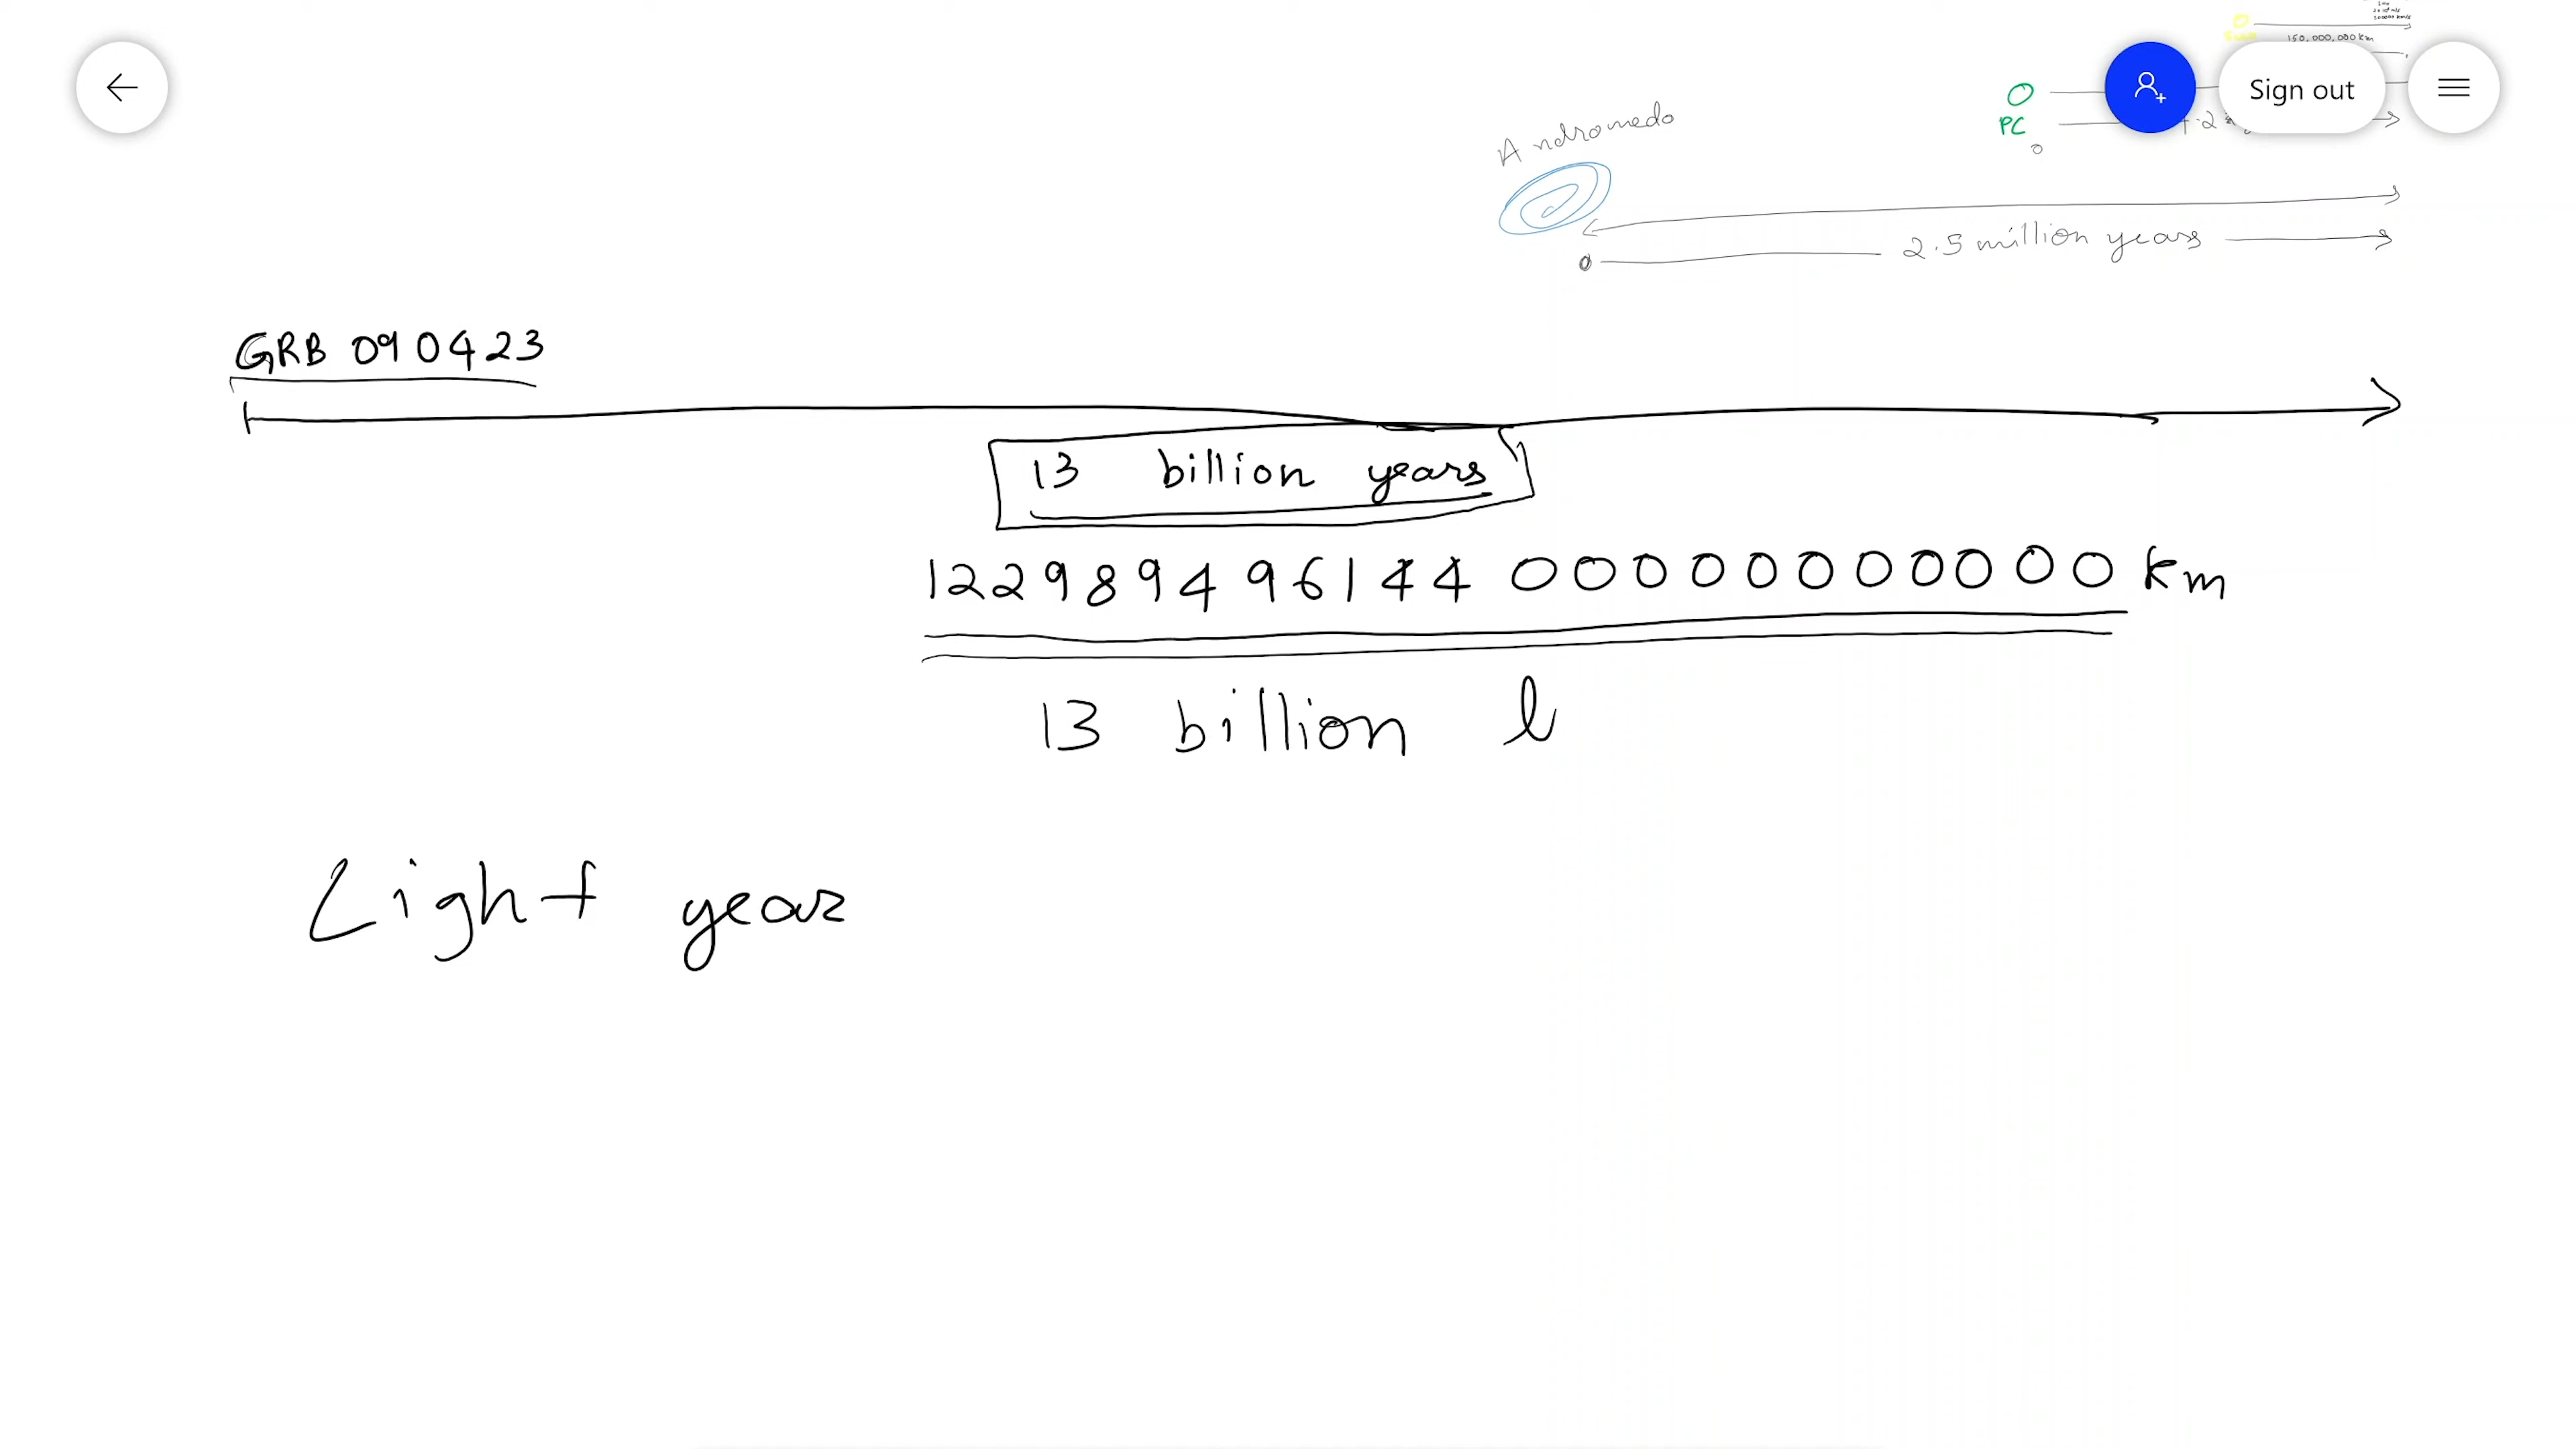 150,000,000 km
Sign out
PC
Andromeda
2.5 million years
GRB 090423
13 billion years
1229894961440000000000000 km
13 billion l
Light year